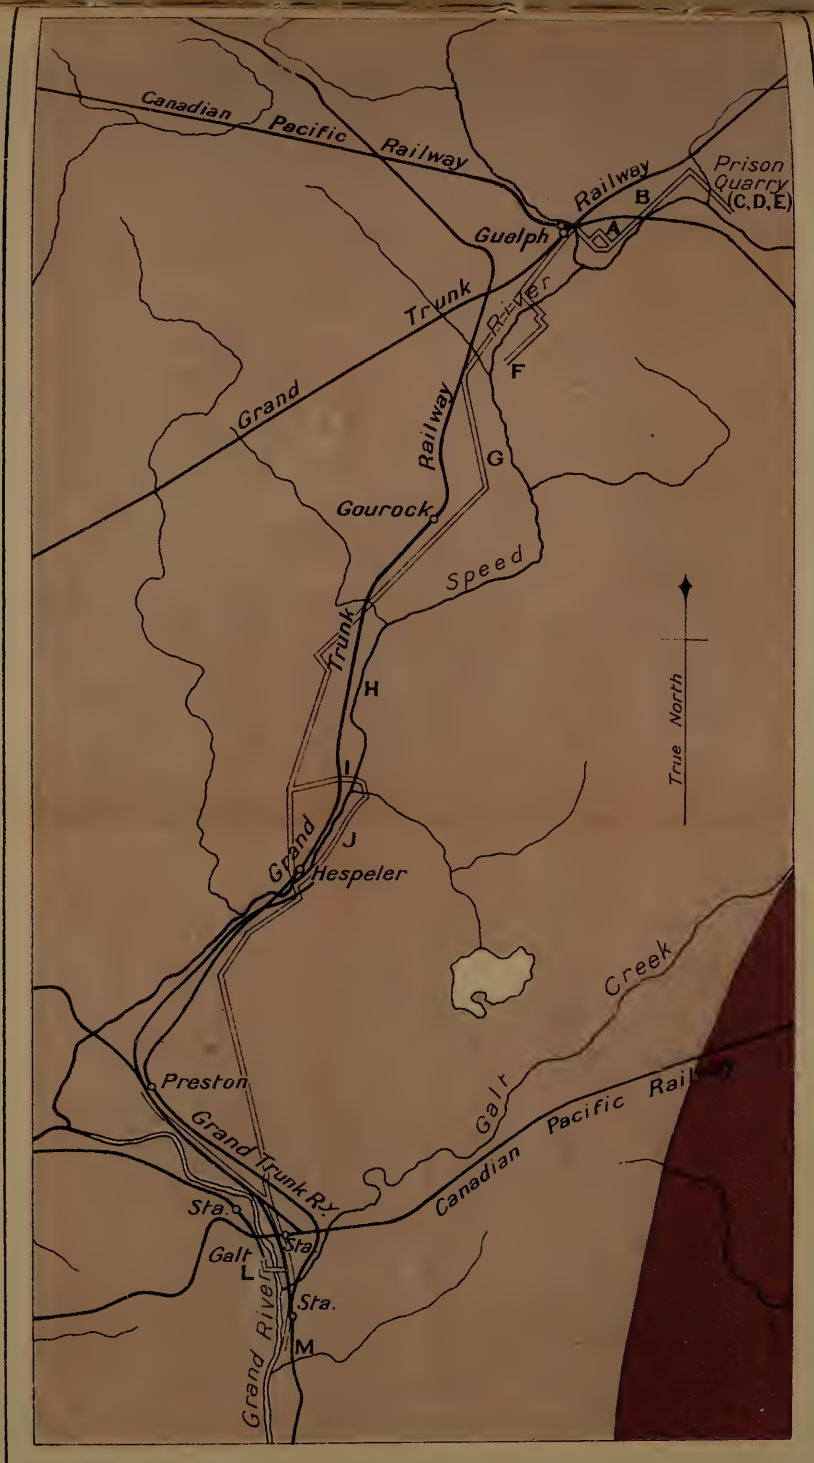 Canadian Pacific Railway
Railway
Prison
Quarry
(C,D,E)
B
A
Guelph
River
Trunk
F
Grand
Railway
G
Gourock
Speed
Trunk
H
True North
I
J
Grand
Hespeler
Creek
Galt
Preston
Canadian Pacific Railway
Grand Trunk RY.
Sta.
Sta.
Galt
L
Sta.
Grand River
M